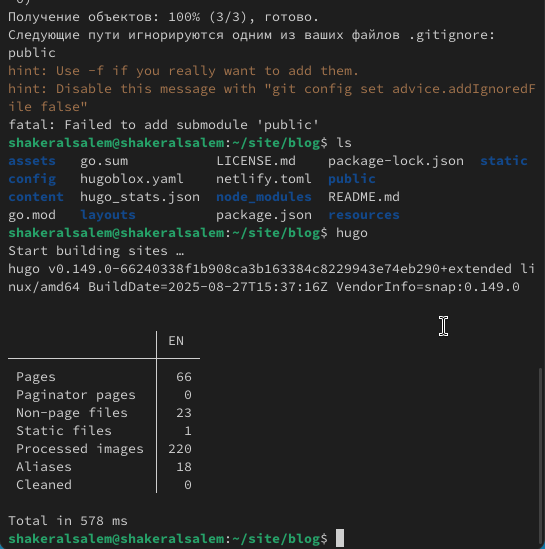 0)
Получение объектов: 100% (3/3), готово.
Следующие пути игнорируются одним из ваших файлов .gitignore:
public
hint: Use -f if you really want to add them.
hint: Disable this message with "git config set advice.addIgnoredF
ile false"
fatal: Failed to add submodule 'public'
shakeralsalem@shakeralsalem:~/site/blog$ ls
assets go.sum LICENSE.md package-lock.json static
config hugoblox.yaml netlify.toml public
content hugo_stats.json node_modules README.md
go.mod layouts package.json resources
shakeralsalem@shakeralsalem:~/site/blog$ hugo
Start building sites …
hugo v0.149.0-66240338f1b908ca3b163384c8229943e74eb290+extended li
nux/amd64 BuildDate=2025-08-27T15:37:16Z VendorInfo=snap:0.149.0
EN
Pages 66
Paginator pages 0
Non-page files 23
Static files 1
Processed images 220
Aliases 18
Cleaned 0
Total in 578 ms
shakeralsalem@shakeralsalem:~/site/blog$